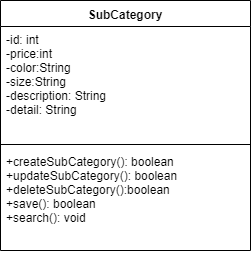 SubCategory
-id: int
-price:int
-color:String
-size:String
-description: String
-detail: String
+createSubCategory(): boolean
+updateSubCategory(): boolean
+deleteSubCategory():boolean
+save(): boolean
+search(): void